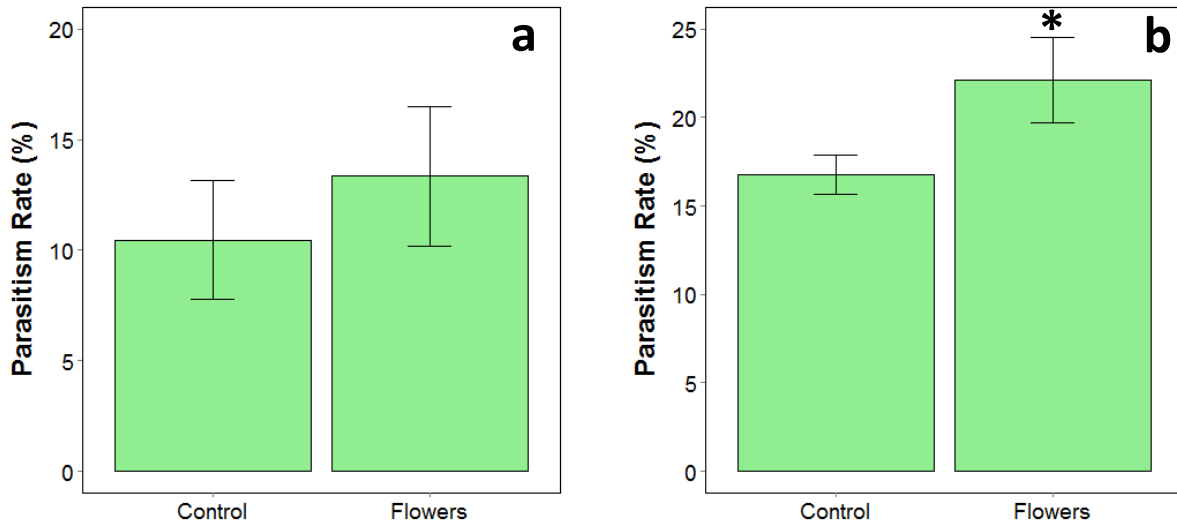 a
Parasitism Rate (%)
20
15
10
5
0
Control Flowers
* b
Parasitism Rate (%)
25
20
15
10
5
0
Control Flowers